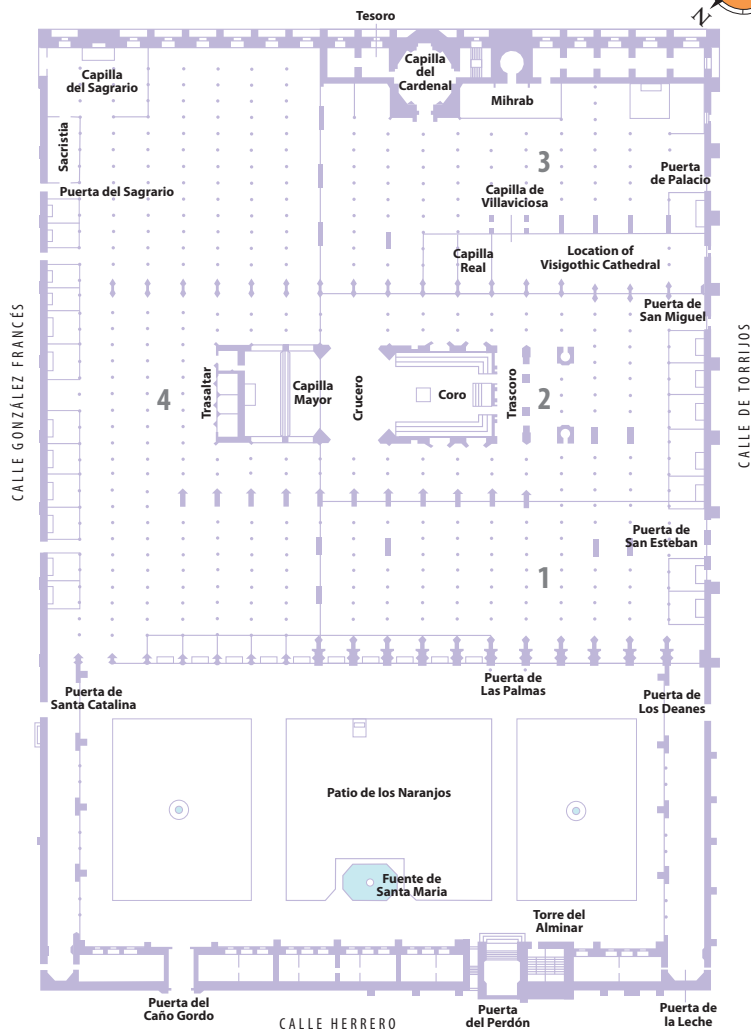 N
Tesoro
Capilla
del Sagrario
Capilla
del
Cardenal
Mihrab
Sacristia
3
Puerta
de Palacio
Puerta del Sagrario
Capilla de
Villaviciosa
Capilla
Real
Location of
Visigothic Cathedral
Puerta de
San Miguel
CALLE GONZÁLEZ FRANCÉS
CALLE DE TORRIJOS
4
Trasaltar
Capilla
Mayor
Crucero
Coro
Trascoro
2
Puerta de
San Esteban
1
Puerta de
Santa Catalina
Puerta de
Las Palmas
Puerta de
Los Deanes
Patio de los Naranjos
Fuente de
Santa Maria
Torre del
Alminar
Puerta del
Caño Gordo
CALLE HERRERO
Puerta
del Perdón
Puerta de
la Leche